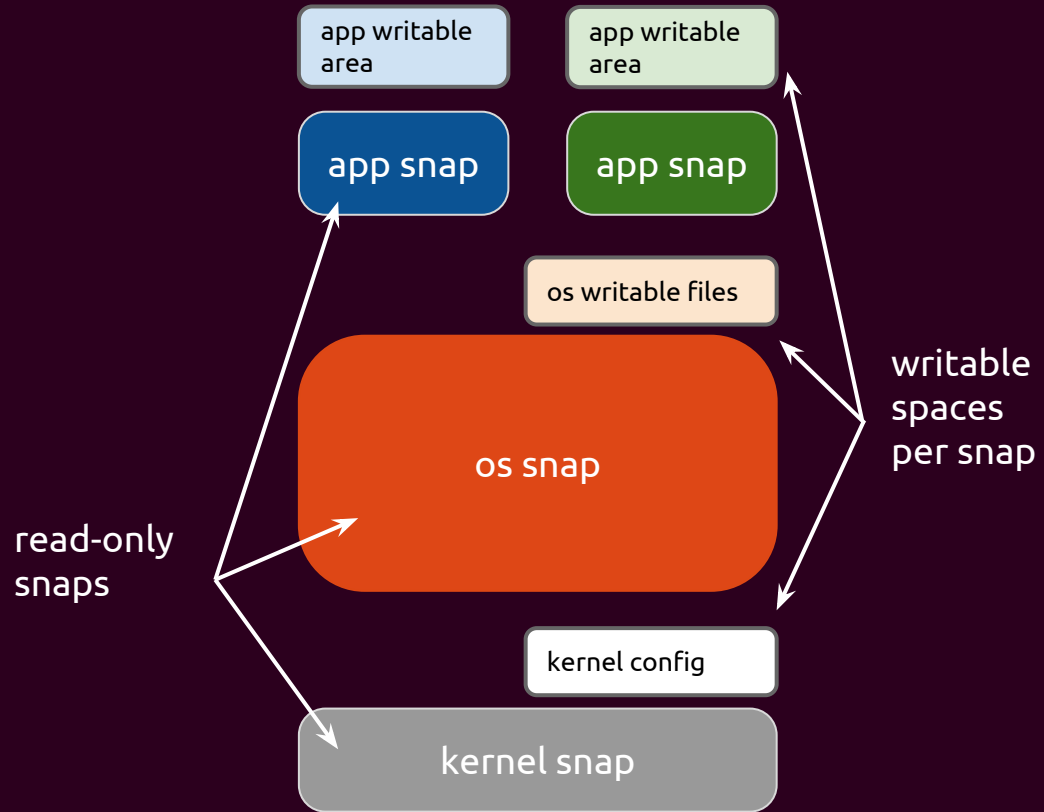 app writable
area
app writable
area
app snap
app snap
os writable files
writable
spaces
per snap
os snap
read-only
snaps
kernel config
kernel snap